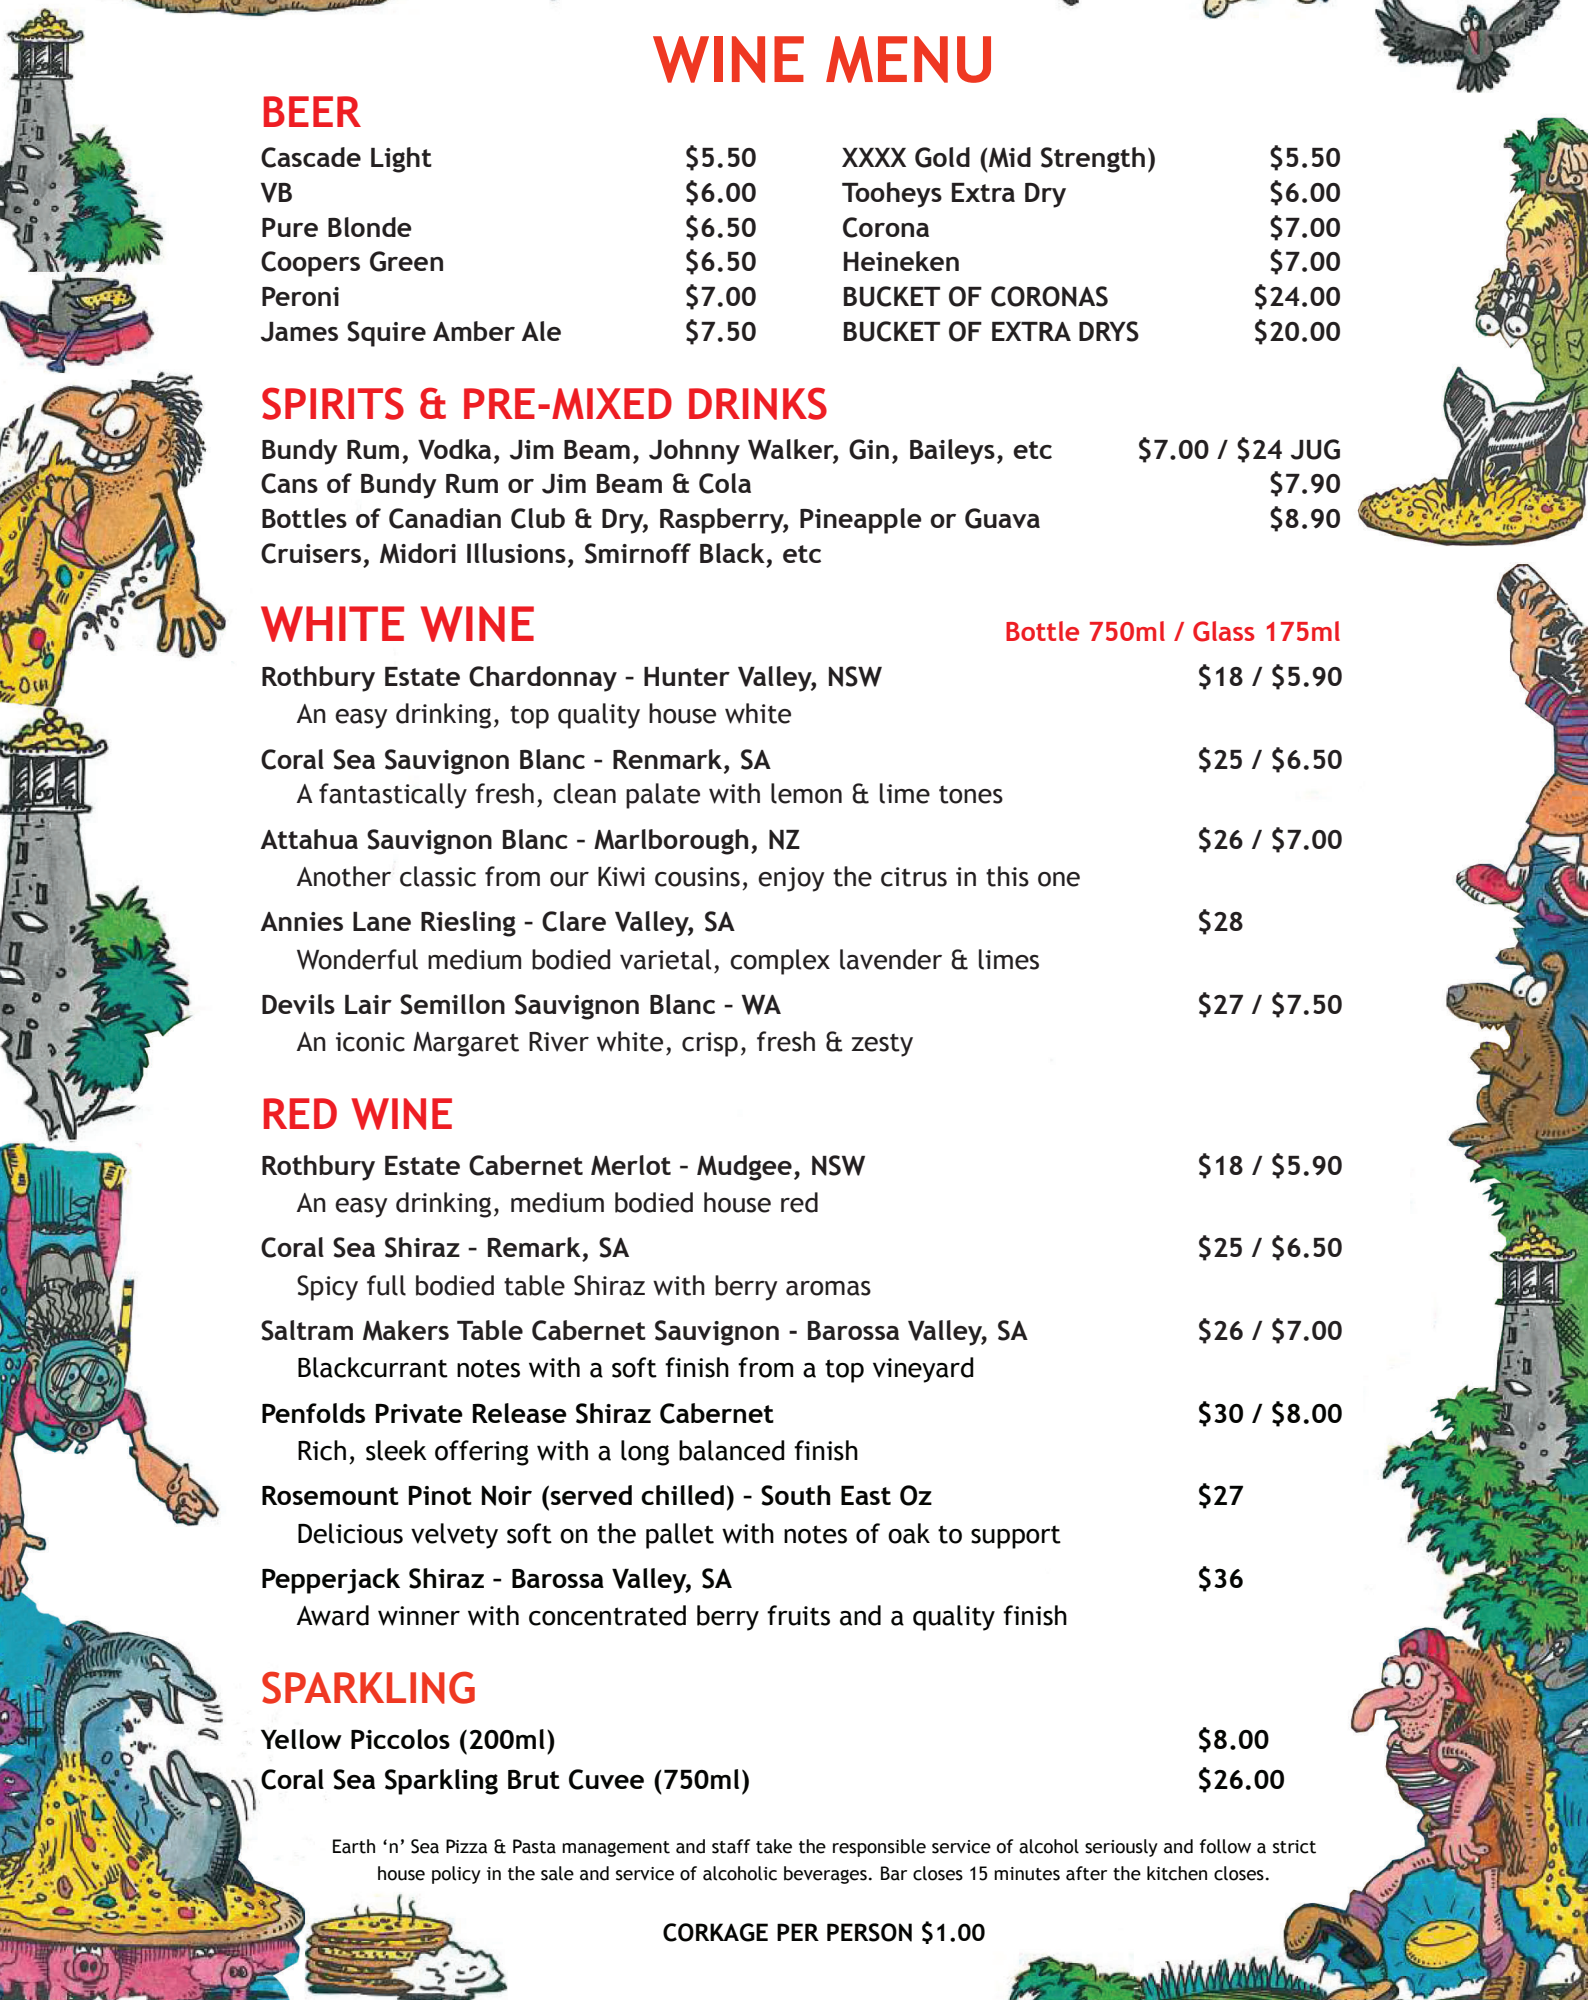 WINE MENU
BEER
Cascade Light $5.50 XXXX Gold (Mid Strength) $5.50
VB $6.00 Tooheys Extra Dry $6.00
Pure Blonde $6.50 Corona $7.00
Coopers Green $6.50 Heineken $7.00
Peroni $7.00 BUCKET OF CORONAS $24.00
James Squire Amber Ale $7.50 BUCKET OF EXTRA DRYS $20.00
SPIRITS & PRE-MIXED DRINKS
Bundy Rum, Vodka, Jim Beam, Johnny Walker, Gin, Baileys, etc $7.00 / $24 JUG
Cans of Bundy Rum or Jim Beam & Cola $7.90
Bottles of Canadian Club & Dry, Raspberry, Pineapple or Guava $8.90
Cruisers, Midori Illusions, Smirnoff Black, etc
WHITE WINE Bottle 750ml / Glass 175ml
Rothbury Estate Chardonnay – Hunter Valley, NSW $18 / $5.90
An easy drinking, top quality house white
Coral Sea Sauvignon Blanc – Renmark, SA $25 / $6.50
A fantastically fresh, clean palate with lemon & lime tones
Attahua Sauvignon Blanc – Marlborough, NZ $26 / $7.00
Another classic from our Kiwi cousins, enjoy the citrus in this one
Annies Lane Riesling – Clare Valley, SA $28
Wonderful medium bodied varietal, complex lavender & limes
Devils Lair Semillon Sauvignon Blanc – WA $27 / $7.50
An iconic Margaret River white, crisp, fresh & zesty
RED WINE
Rothbury Estate Cabernet Merlot – Mudgee, NSW $18 / $5.90
An easy drinking, medium bodied house red
Coral Sea Shiraz – Remark, SA $25 / $6.50
Spicy full bodied table Shiraz with berry aromas
Saltram Makers Table Cabernet Sauvignon - Barossa Valley, SA $26 / $7.00
Blackcurrant notes with a soft finish from a top vineyard
Penfolds Private Release Shiraz Cabernet $30 / $8.00
Rich, sleek offering with a long balanced finish
Rosemount Pinot Noir (served chilled) – South East Oz $27
Delicious velvety soft on the pallet with notes of oak to support
Pepperjack Shiraz – Barossa Valley, SA $36
Award winner with concentrated berry fruits and a quality finish
SPARKLING
Yellow Piccolos (200ml) $8.00
Coral Sea Sparkling Brut Cuvee (750ml) $26.00
Earth ‘n’ Sea Pizza & Pasta management and staff take the responsible service of alcohol seriously and follow a strict
house policy in the sale and service of alcoholic beverages. Bar closes 15 minutes after the kitchen closes.
CORKAGE PER PERSON $1.00